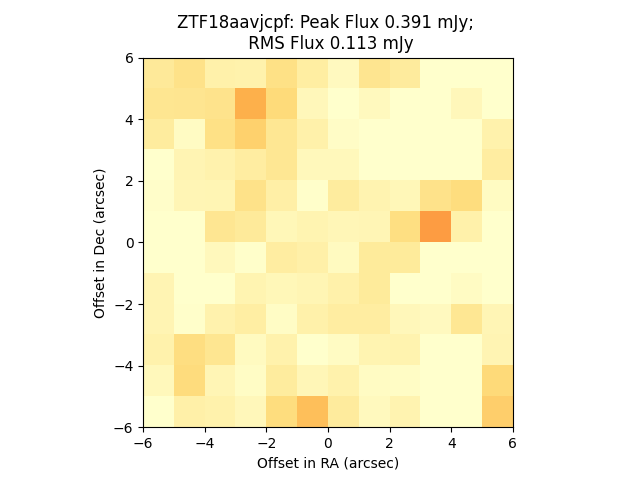 ZTF18aavjcpf: Peak Flux 0.391 mJy;
RMS Flux 0.113 mJy
6
4
2
0
−2
−4
−6
Offset in Dec (arcsec)
−6 −4 −2 0 2 4 6
Offset in RA (arcsec)